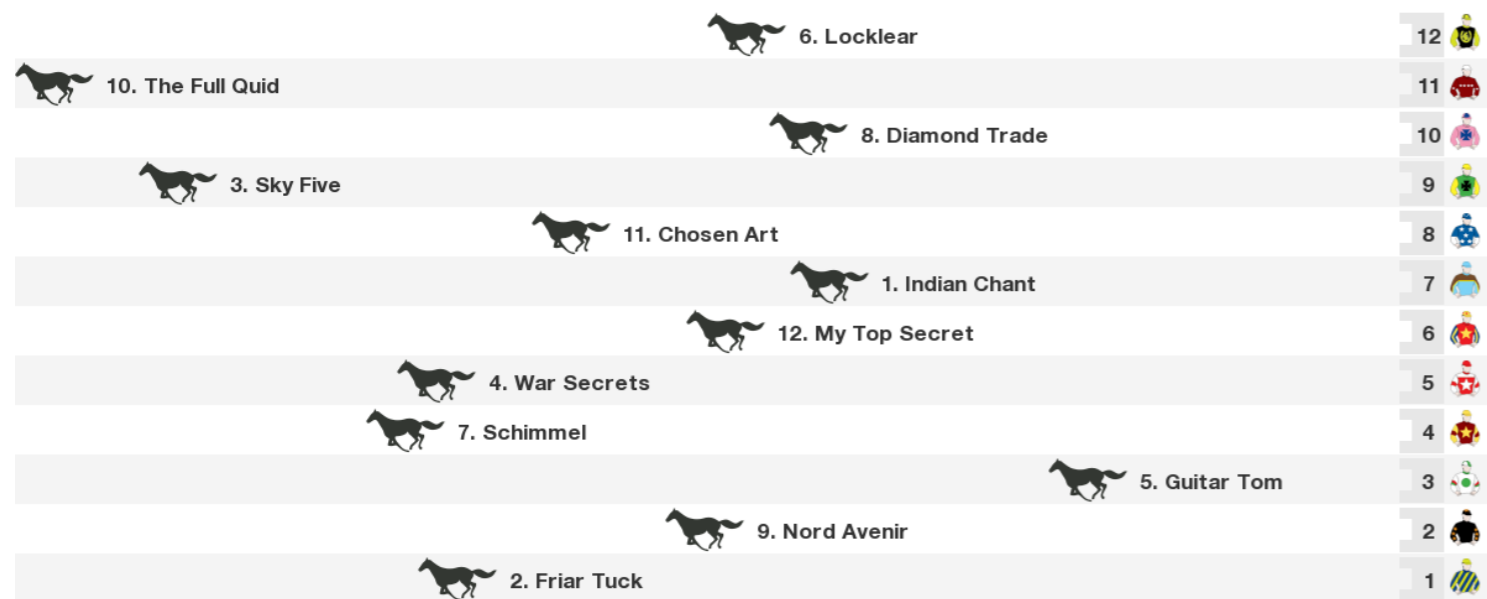 6. Locklear 12
10. The Full Quid 11
8. Diamond Trade 10
3. Sky Five 9
11. Chosen Art 8
1. Indian Chant 7
12. My Top Secret 6
4. War Secrets 5
7. Schimmel 4
5. Guitar Tom 3
9. Nord Avenir 2
2. Friar Tuck 1